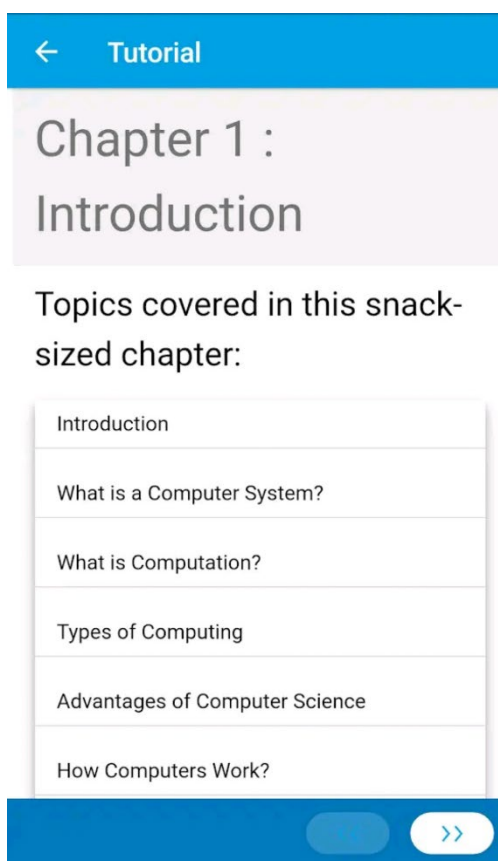 Tutorial
Chapter 1 :
Introduction
Topics covered in this snack-
sized chapter:
Introduction
What is a Computer System?
What is Computation?
Types of Computing
Advantages of Computer Science
How Computers Work?
>>